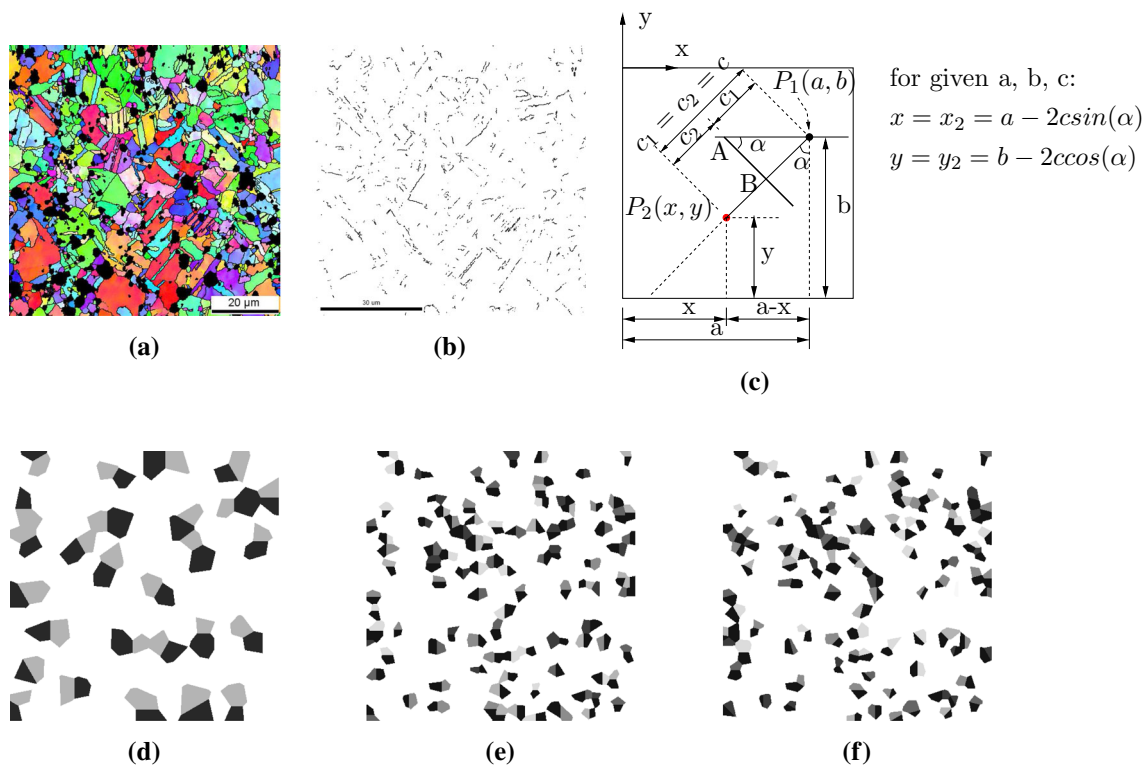 20 µm
(a)
30 um
(b)
y
x
P₁(a, b)
c₁ = c₂ = c
c₁
c₂
A
α
α
B
b
P₂(x, y)
y
x
a-x
a
(c)
for given a, b, c:
x = x₂ = a − 2csin(α)
y = y₂ = b − 2ccos(α)
(d)
(e)
(f)